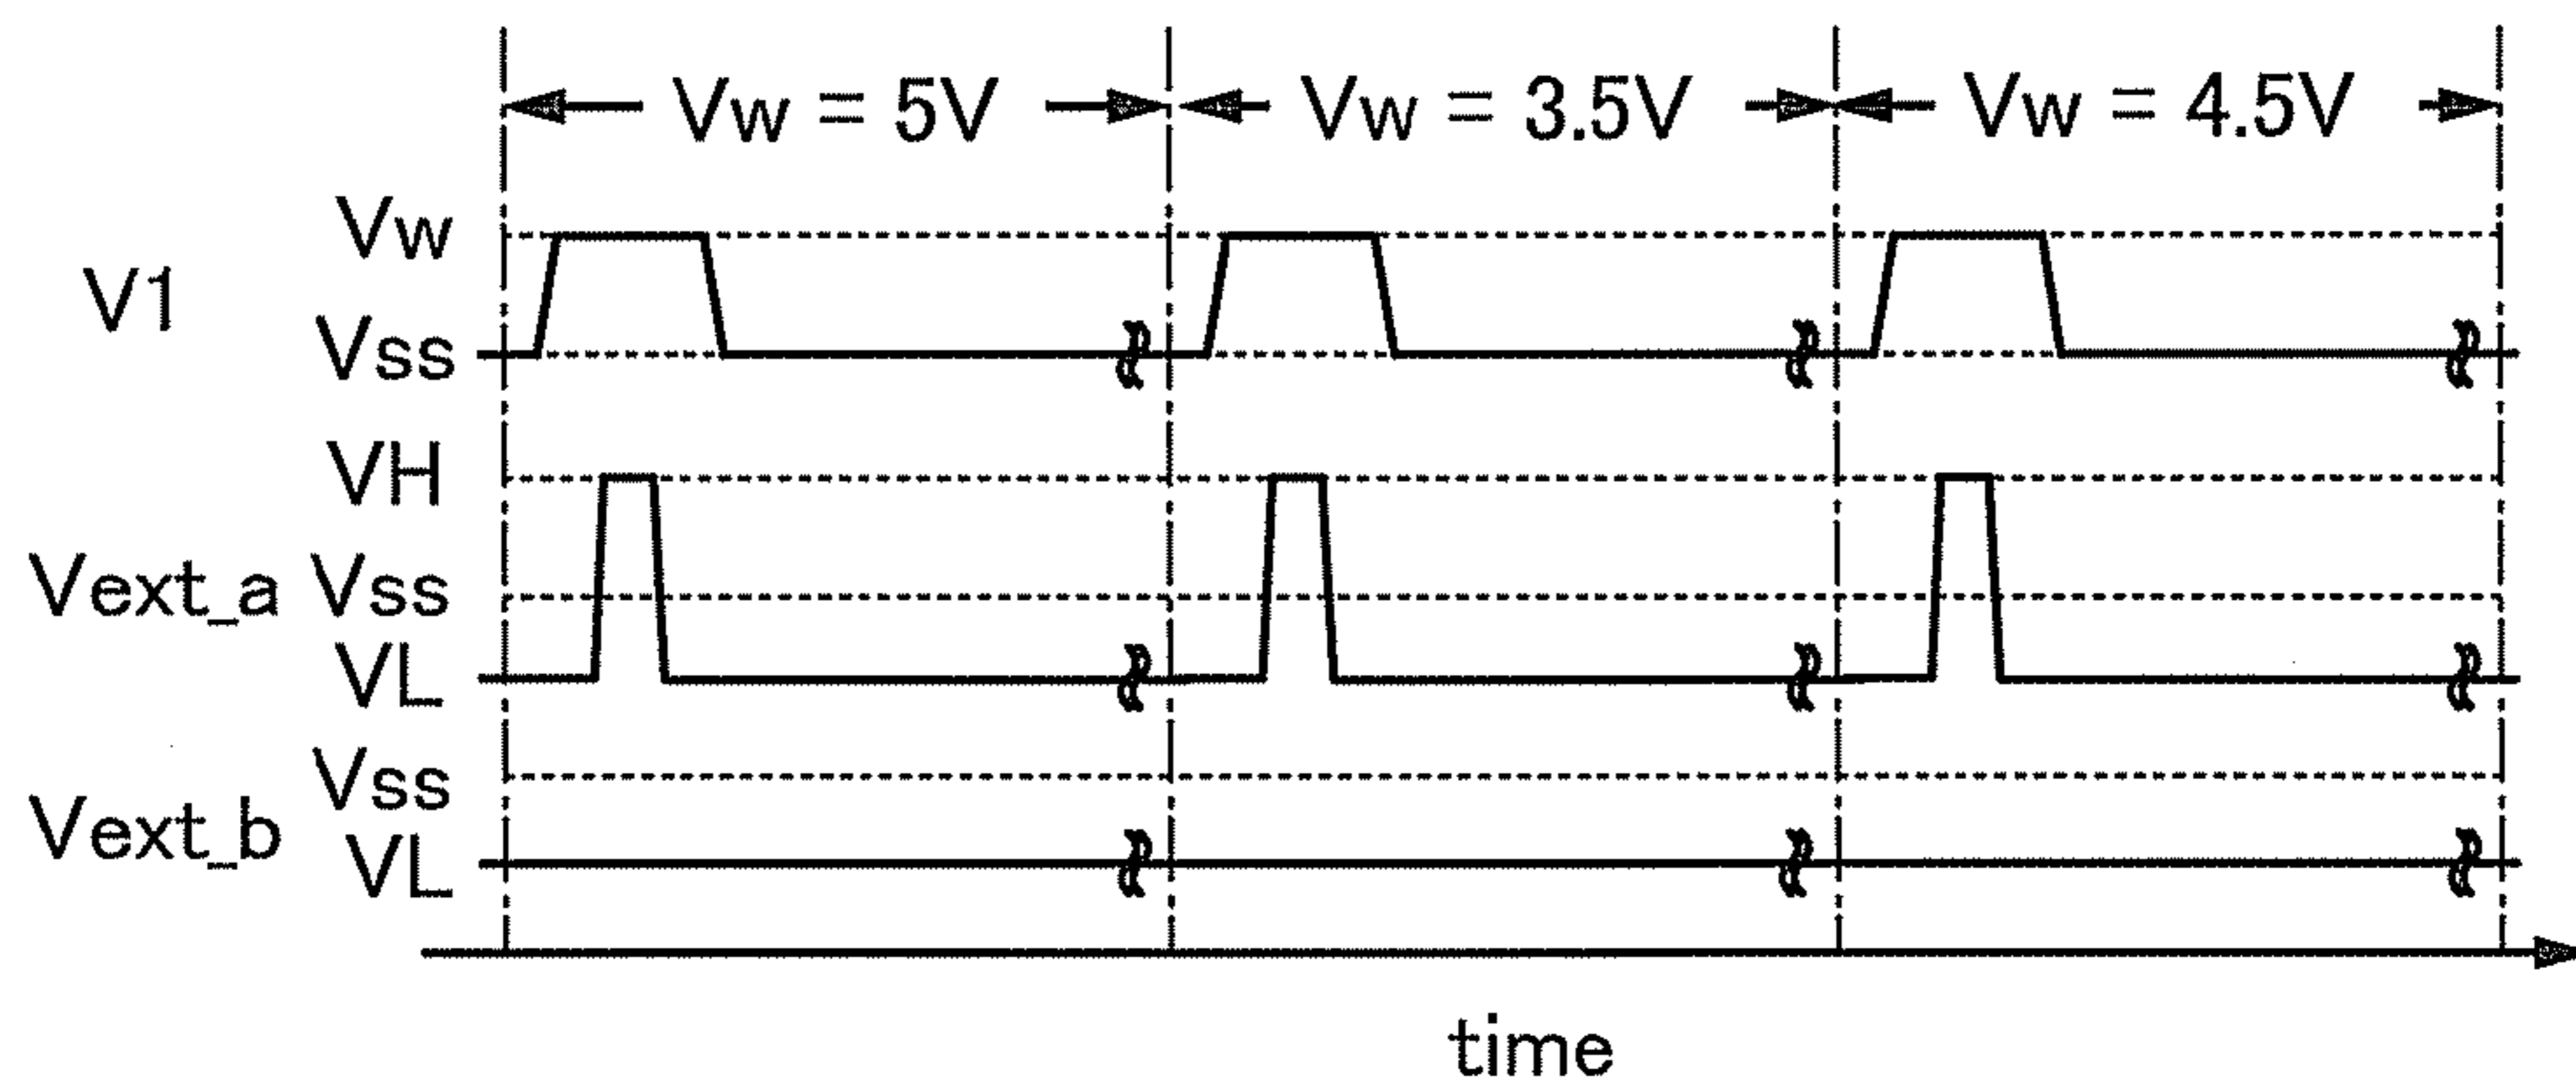 Vw = 5V Vw = 3.5V Vw = 4.5V
Vw
V1
Vss
VH
Vext_a Vss
VL
Vss
Vext_b
VL
time